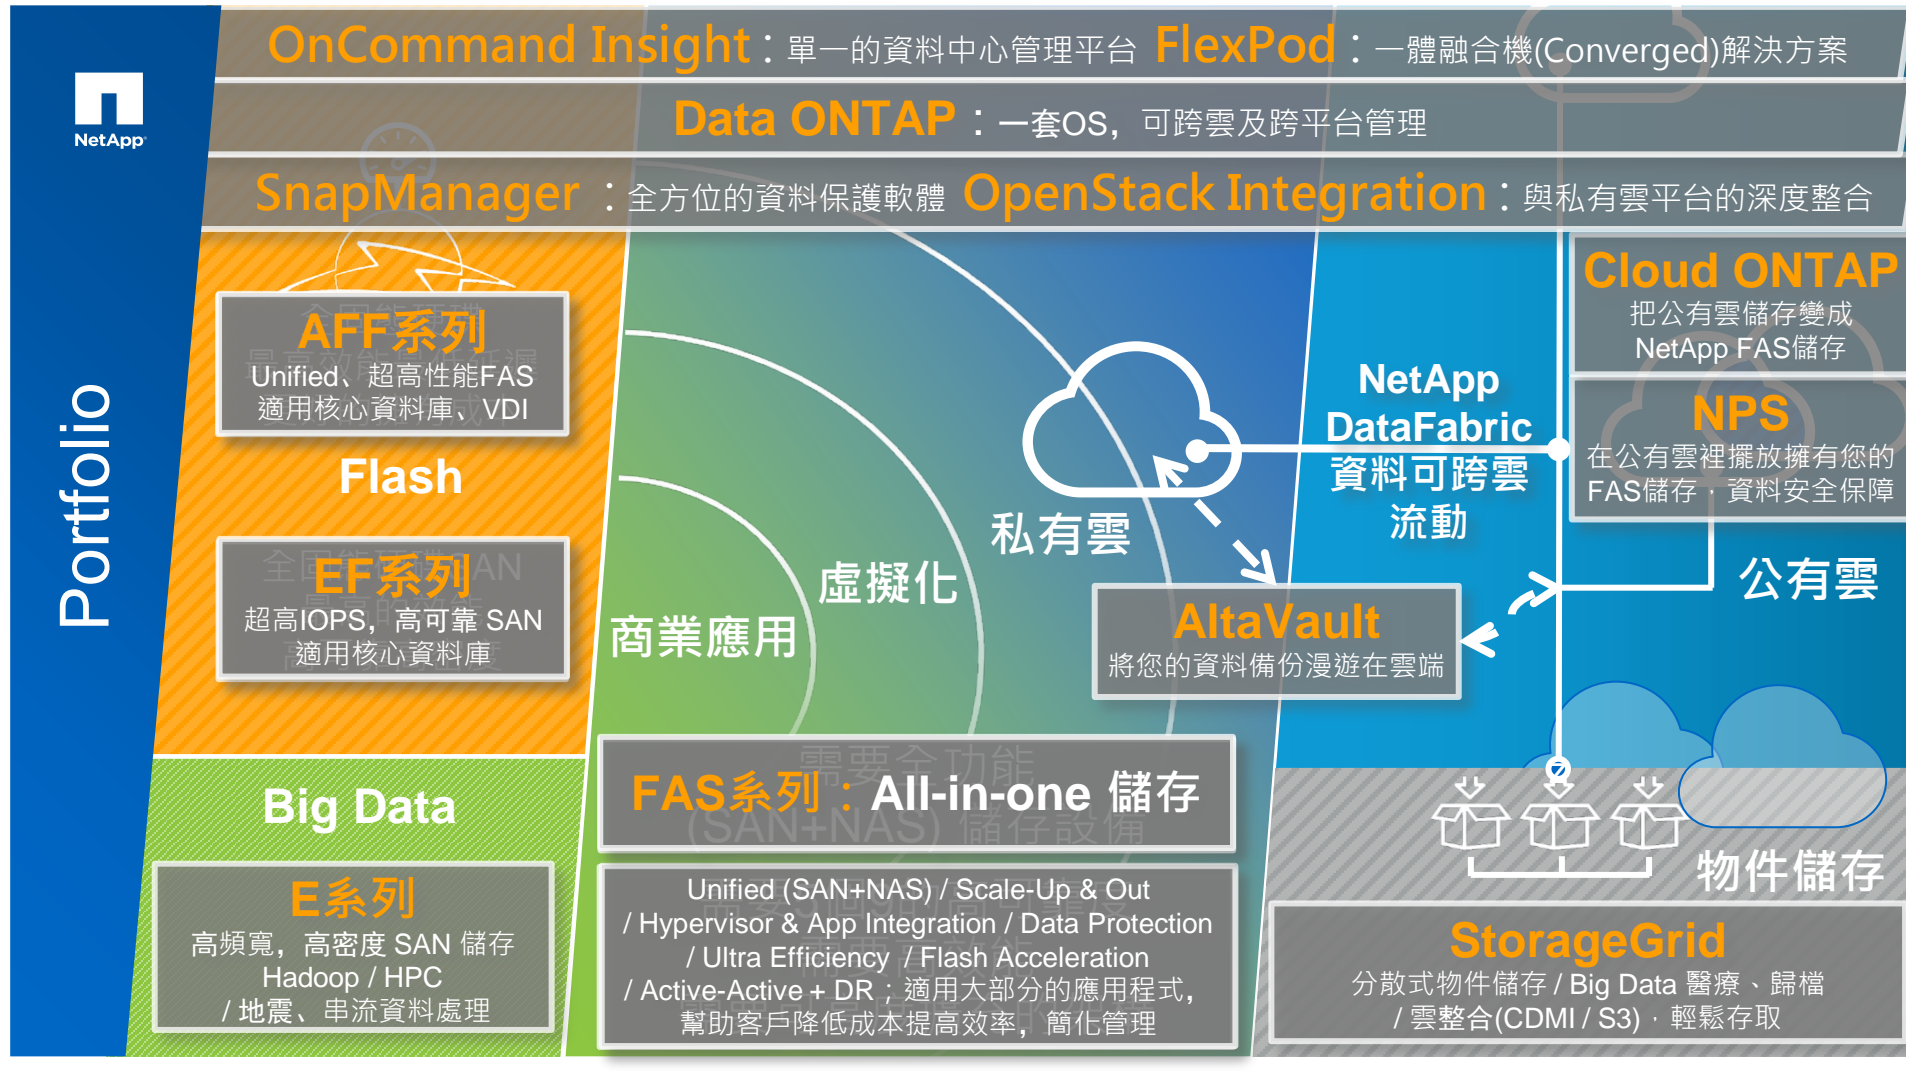 OnCommand Insight：單一的資料中心管理平台 FlexPod：一體融合機(Converged)解決方案
NetApp
Data ONTAP：一套OS，可跨雲及跨平台管理
SnapManager：全方位的資料保護軟體 OpenStack Integration：與私有雲平台的深度整合
Portfolio
AFF系列
Unified、超高性能FAS
適用核心資料庫、VDI
Flash
EF系列
超高IOPS，高可靠 SAN
適用核心資料庫
Big Data
E系列
高頻寬，高密度 SAN 儲存
Hadoop / HPC
/ 地震、串流資料處理
商業應用
虛擬化
私有雲
FAS系列：All-in-one 儲存
需要全功能
(SAN+NAS) 儲存設備
Unified (SAN+NAS) / Scale-Up & Out
/ Hypervisor & App Integration / Data Protection
/ Ultra Efficiency / Flash Acceleration
/ Active-Active + DR；適用大部分的應用程式，
幫助客戶降低成本提高效率，簡化管理
NetApp
DataFabric
資料可跨雲
流動
AltaVault
將您的資料備份漫遊在雲端
Cloud ONTAP
把公有雲儲存變成
NetApp FAS儲存
NPS
在公有雲裡擺放擁有您的
FAS儲存，資料安全保障
公有雲
物件儲存
StorageGrid
分散式物件儲存 / Big Data 醫療、歸檔
/ 雲整合(CDMI / S3)，輕鬆存取